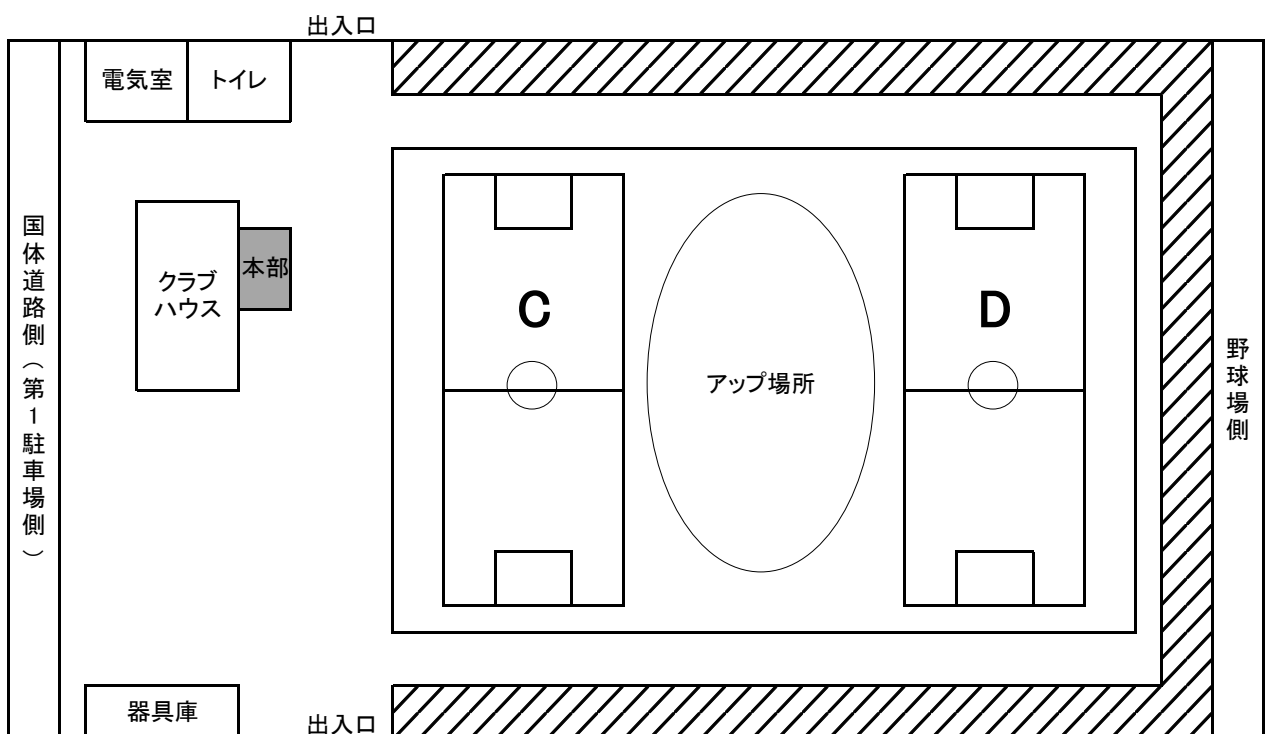 出入口
電気室
トイレ
国体道路側(第1駐車場側)
クラブ
ハウス
本部
C
D
アップ場所
野球場側
器具庫
出入口